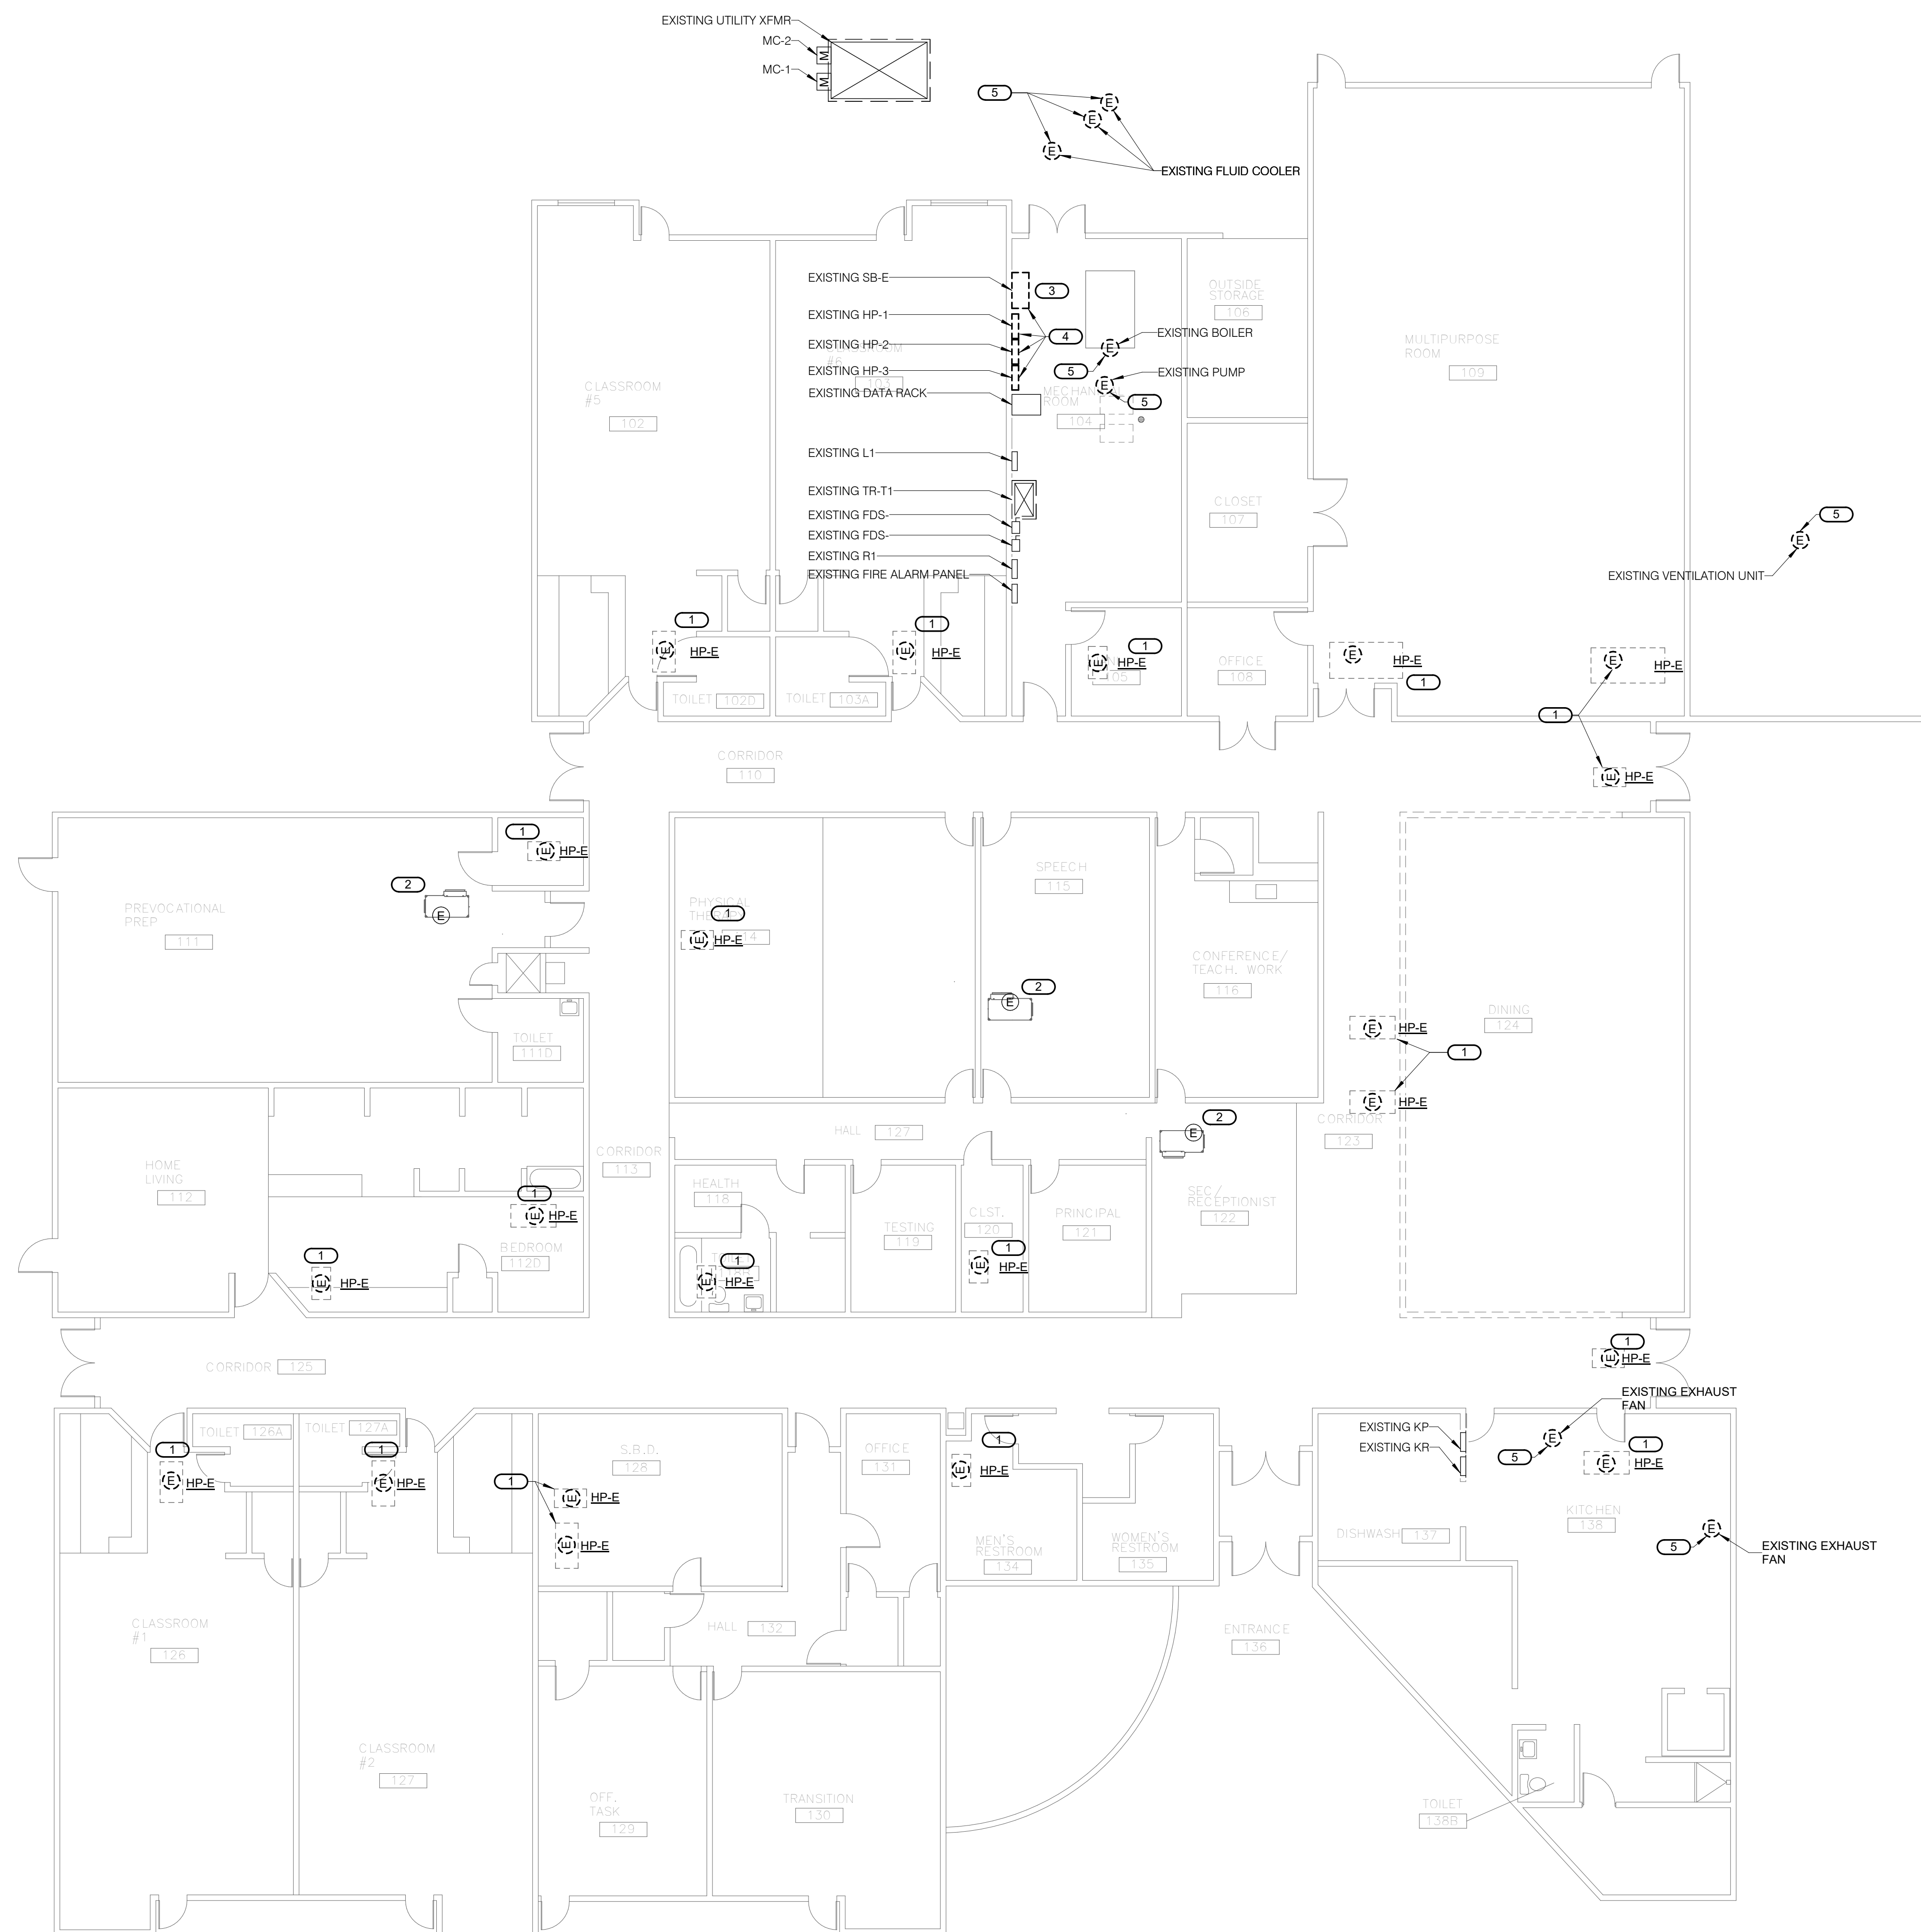 EXISTING UTILITY XFMR
MC-2
M
MC-1
M
5
E
E
E
EXISTING FLUID COOLER
EXISTING SB-E
3
EXISTING HP-1
4
EXISTING HP-2
EXISTING HP-3
EXISTING DATA RACK
EXISTING BOILER
E
5
EXISTING PUMP
E
5
MECHANICAL
ROOM
104
OUTSIDE
STORAGE
106
MULTIPURPOSE
ROOM
109
CLASSROOM
#5
102
#6
103
EXISTING L1
EXISTING TR-T1
EXISTING FDS-
EXISTING FDS-
EXISTING R1
EXISTING FIRE ALARM PANEL
CLOSET
107
5
E
EXISTING VENTILATION UNIT
1
E
HP-E
1
E
HP-E
1
E
HP-E
105
OFFICE
108
E
HP-E
1
E
HP-E
1
E
HP-E
TOILET 102D
TOILET 103A
CORRIDOR
110
1
E
HP-E
2
E
PREVOCATIONAL
PREP
111
PHYSICAL
THERAPY
1
E
HP-E
114
SPEECH
115
2
E
CONFERENCE/
TEACH. WORK
116
DINING
124
E
HP-E
1
E
HP-E
CORRIDOR
123
TOILET
111D
HALL 127
2
E
CORRIDOR
113
HOME
LIVING
112
1
E
HP-E
BEDROOM
112D
1
E
HP-E
HEALTH
118
1
E
HP-E
TESTING
119
CLST.
120
1
E
HP-E
PRINCIPAL
121
SEC/
RECEPTIONIST
122
CORRIDOR 125
1
E
HP-E
EXISTING EXHAUST
FAN
TOILET 126A
TOILET 127A
1
E
HP-E
1
E
HP-E
S.B.D.
128
1
E
HP-E
E
HP-E
OFFICE
131
1
E
HP-E
MEN'S
RESTROOM
134
WOMEN'S
RESTROOM
135
EXISTING KP
EXISTING KR
5
E
1
E
HP-E
KITCHEN
138
DISHWASH 137
5
E
EXISTING EXHAUST
FAN
CLASSROOM
#1
126
HALL 132
ENTRANCE
136
CLASSROOM
#2
127
OFF.
TASK
129
TRANSITION
130
TOILET
138B